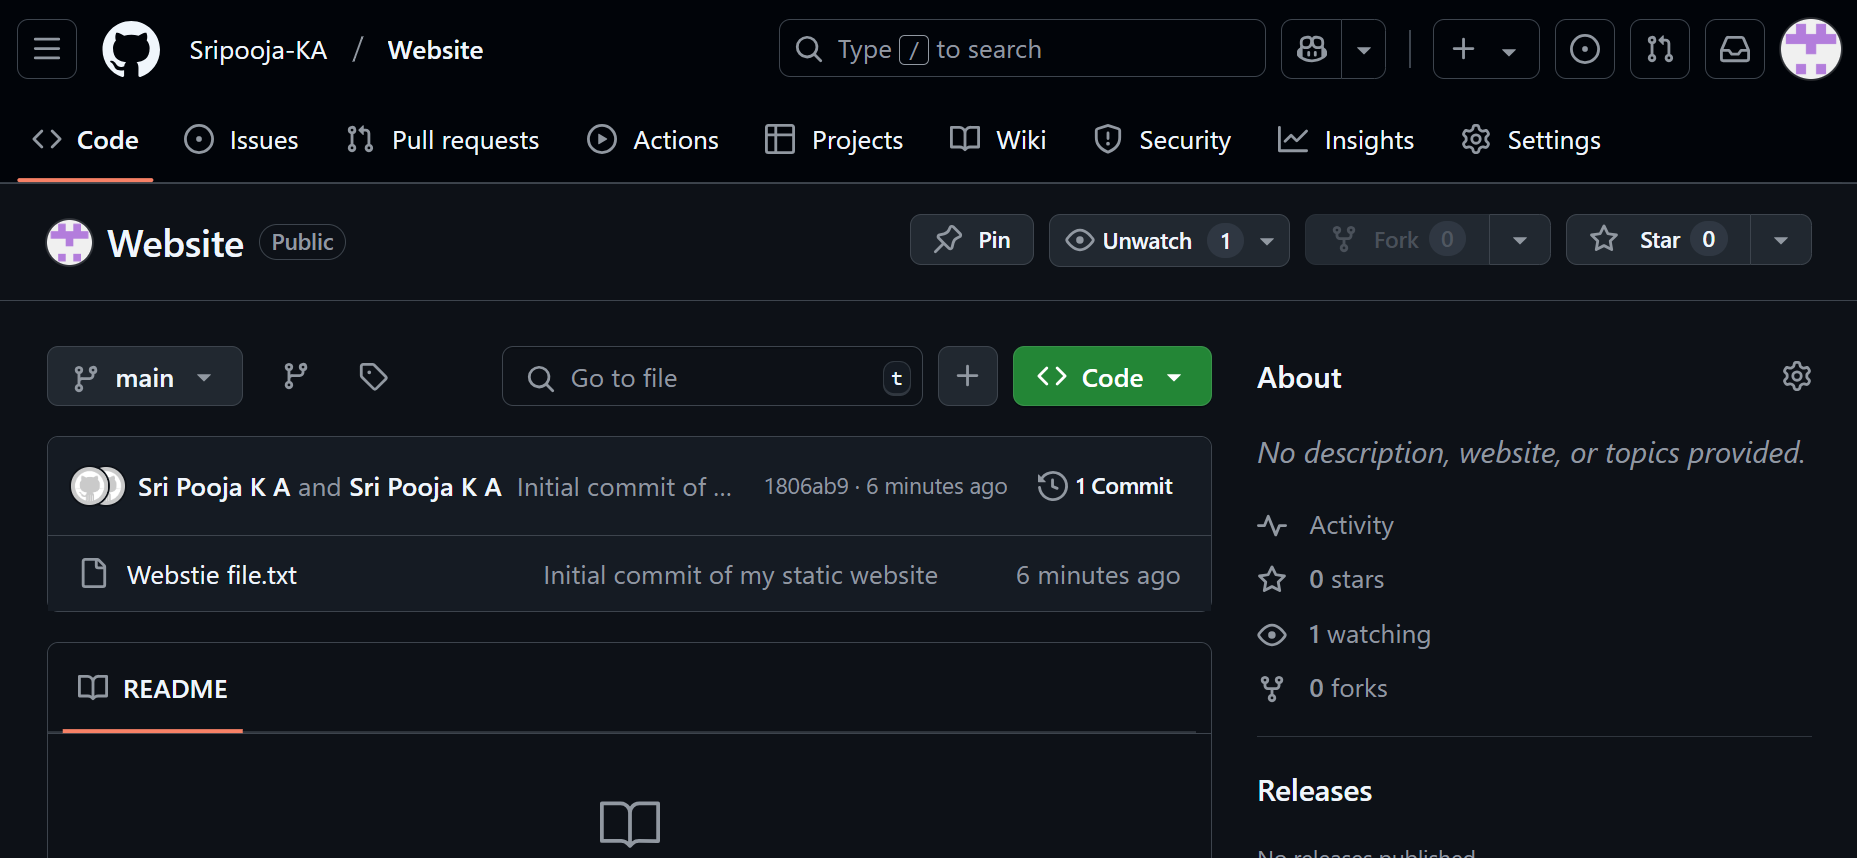 Sripooja-KA / Website
Type / to search
Code Issues Pull requests Actions Projects Wiki Security Insights Settings
Website Public
Pin Unwatch 1 Fork 0 Star 0
main Go to file t Code
Sri Pooja K A and Sri Pooja K A Initial commit of ... 1806ab9 · 6 minutes ago 1 Commit
Webstie file.txt Initial commit of my static website 6 minutes ago
README
About
No description, website, or topics provided.
Activity
0 stars
1 watching
0 forks
Releases
No releases published